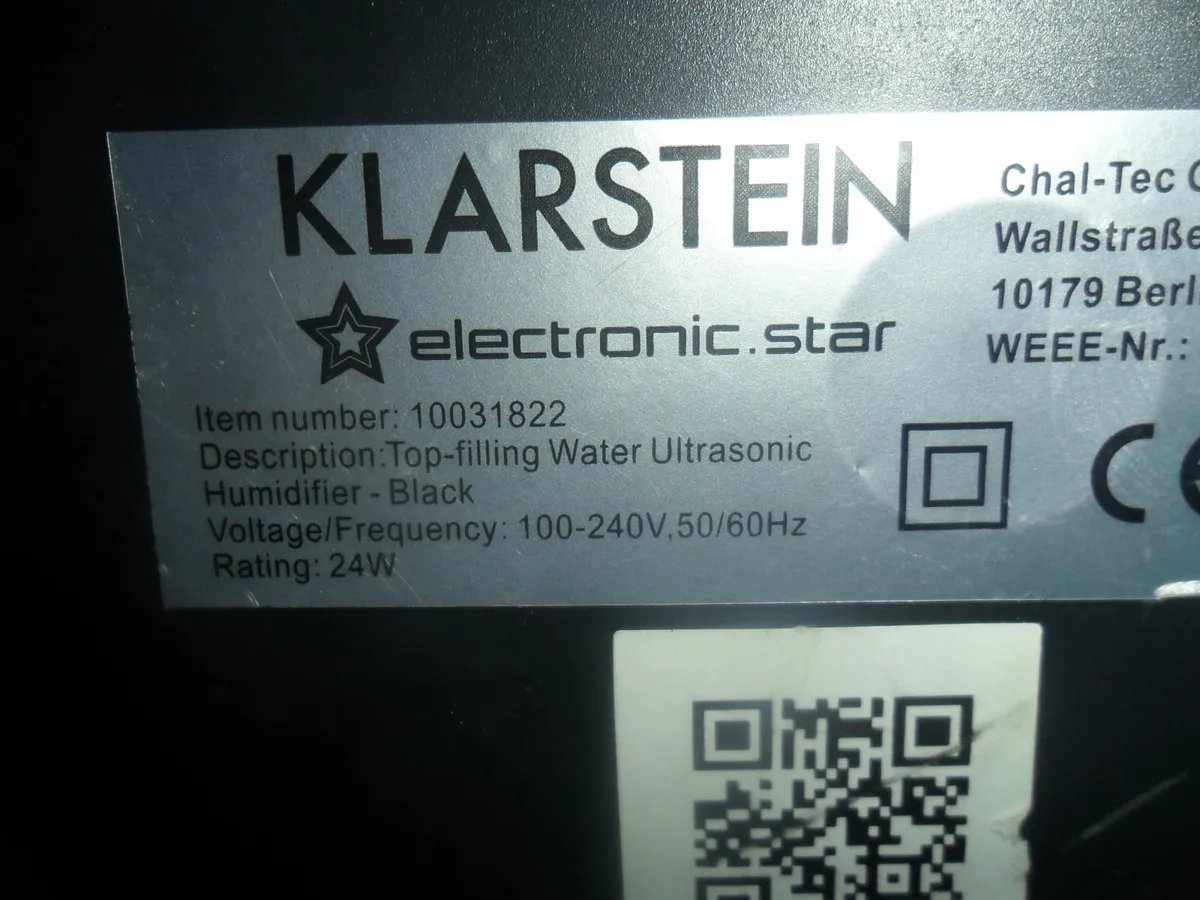 KLARSTEIN
electronic.star
Item number: 10031822
Description:Top-filling Water Ultrasonic
Humidifier - Black
Voltage/Frequency: 100-240V,50/60Hz
Rating: 24W
Chal-Tec
Wallstraße
10179
WEEE-Nr.: